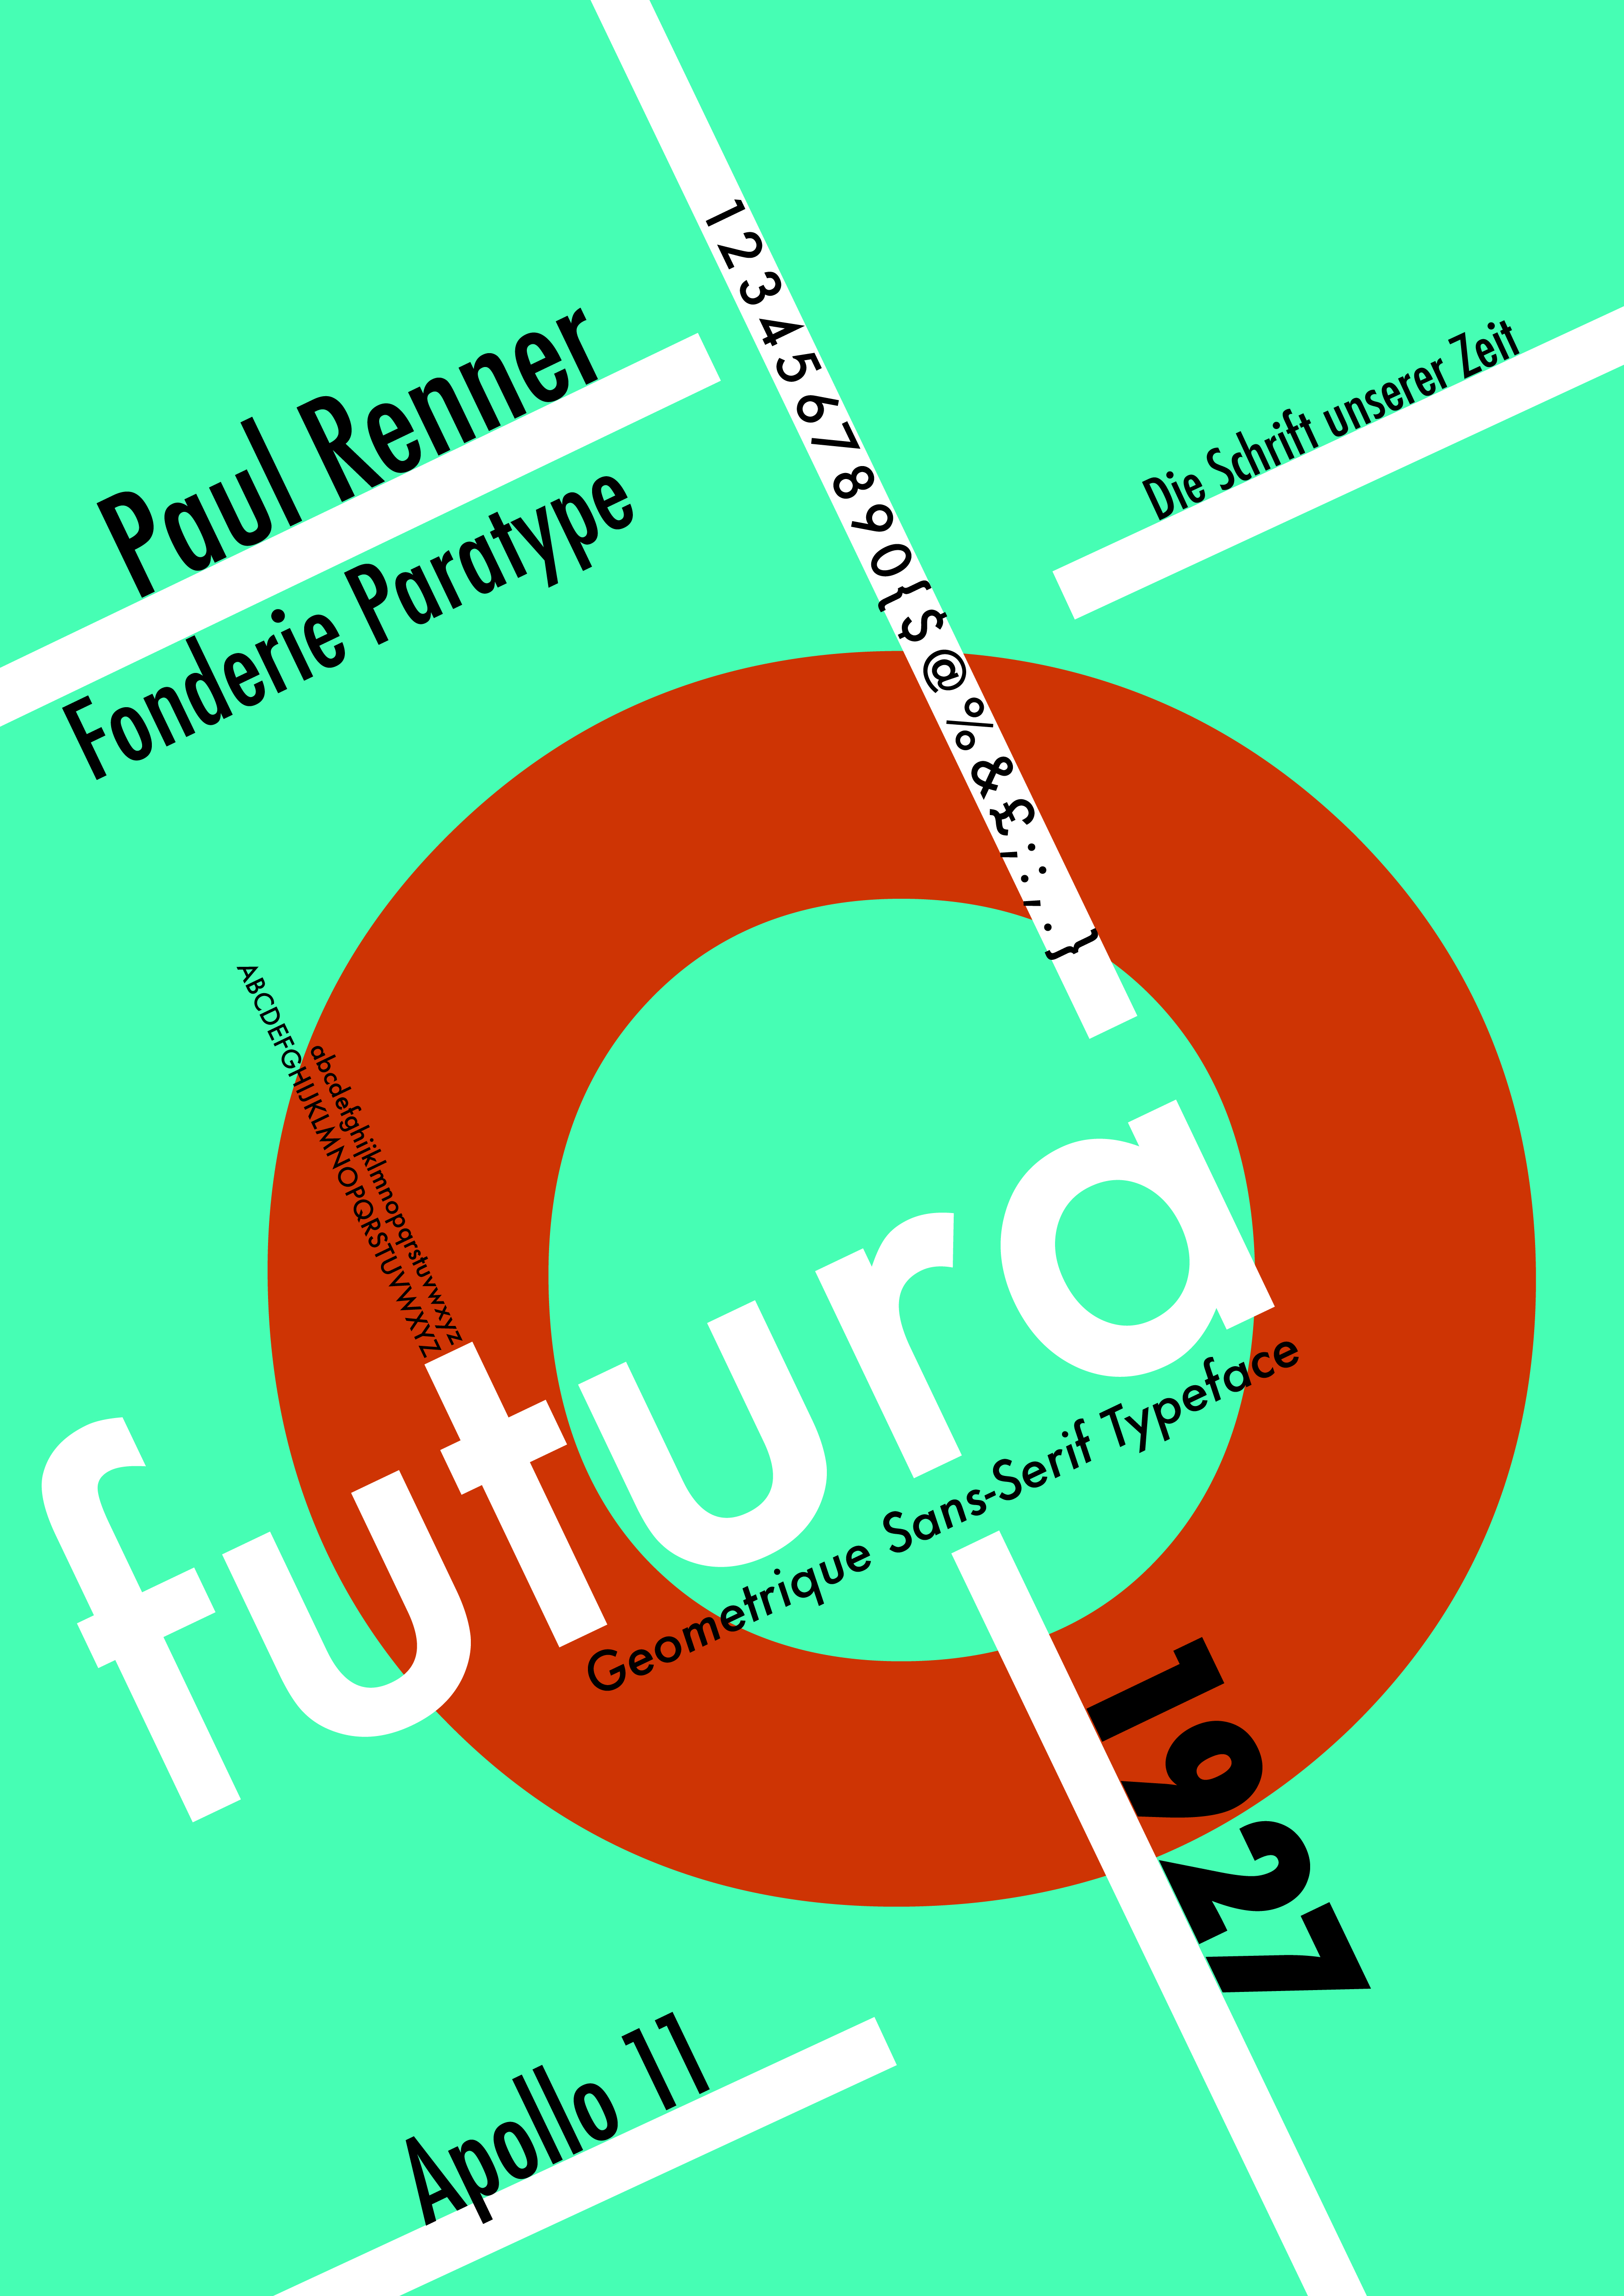 Paul Renner
Fonderie Paratype
Die Schrift unserer Zeit
1234567890{$@%&£;:,.}
ABCDEFGHIJKLMNOPQRSTUVWXYZ
abcdefghijklmnopqrstuvwxyz
futura
Geometrique Sans-Serif Typeface
1927
Apollo 11